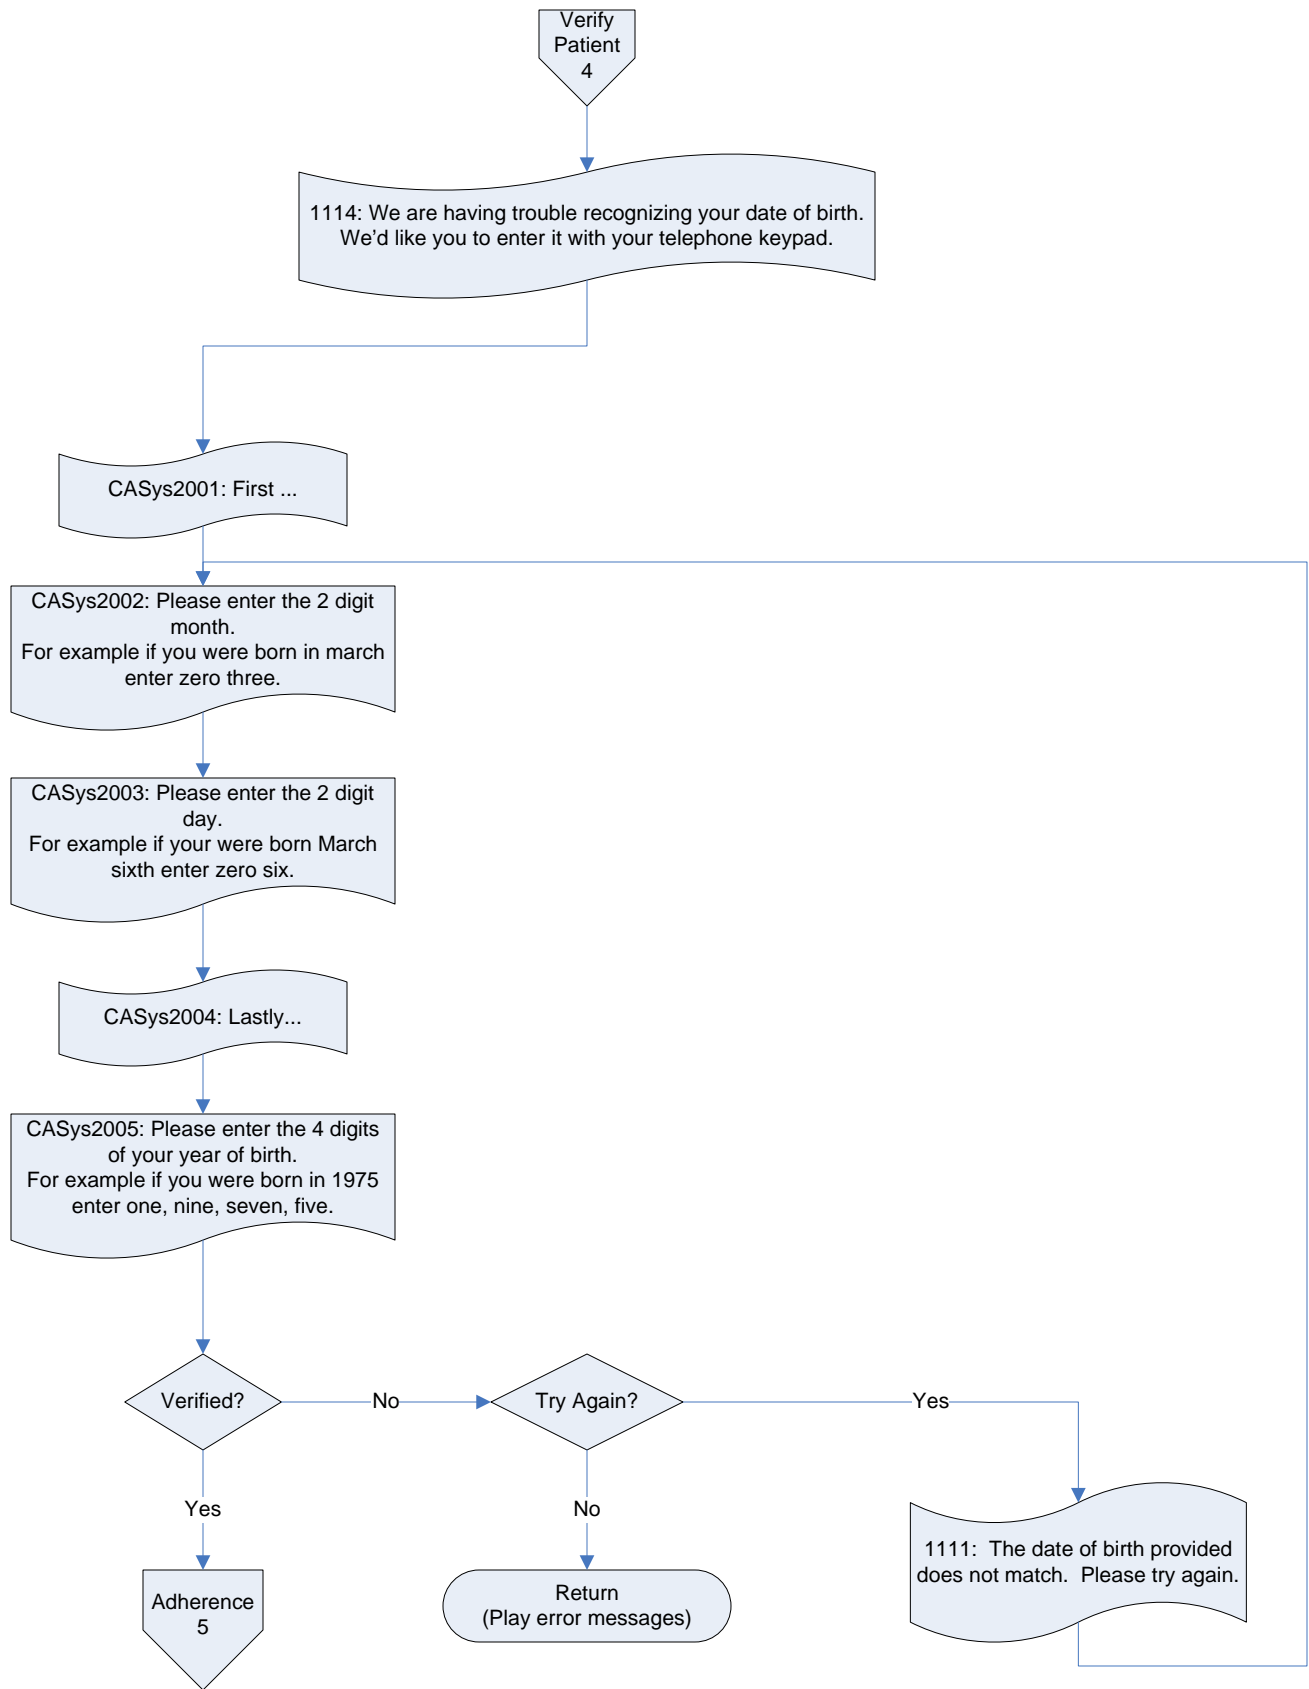 Verify
Patient
4
1114: We are having trouble recognizing your date of birth.
We'd like you to enter it with your telephone keypad.
CASys2001: First ...
CASys2002: Please enter the 2 digit
month.
For example if you were born in march
enter zero three.
CASys2003: Please enter the 2 digit
day.
For example if your were born March
sixth enter zero six.
CASys2004: Lastly...
CASys2005: Please enter the 4 digits
of your year of birth.
For example if you were born in 1975
enter one, nine, seven, five.
Verified?
No
Try Again?
Yes
Yes
No
1111:  The date of birth provided
does not match.  Please try again.
Adherence
5
Return
(Play error messages)